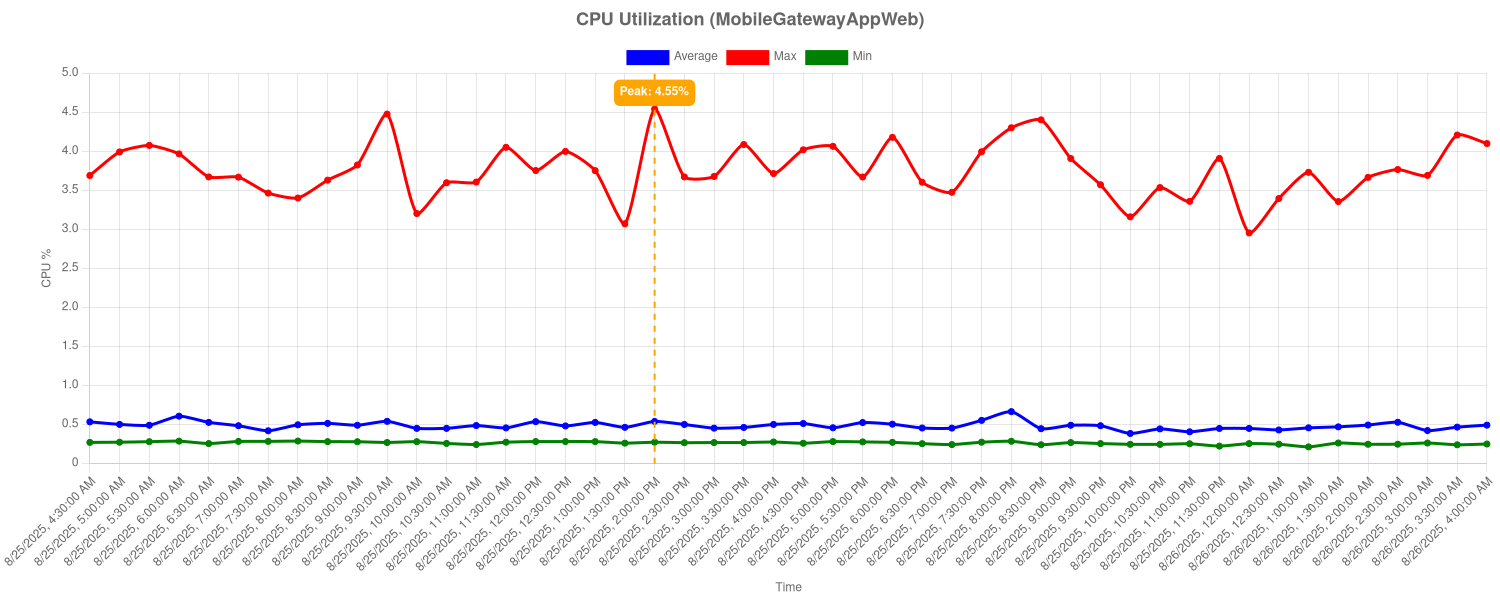 CPU Utilization (MobileGatewayAppWeb)
Average Max Min
Peak: 4.55%
CPU %
5.0
4.5
4.0
3.5
3.0
2.5
2.0
1.5
1.0
0.5
0
8/25/2025, 4:30:00 AM
8/25/2025, 5:00:00 AM
8/25/2025, 5:30:00 AM
8/25/2025, 6:00:00 AM
8/25/2025, 6:30:00 AM
8/25/2025, 7:00:00 AM
8/25/2025, 7:30:00 AM
8/25/2025, 8:00:00 AM
8/25/2025, 8:30:00 AM
8/25/2025, 9:00:00 AM
8/25/2025, 9:30:00 AM
8/25/2025, 10:00:00 AM
8/25/2025, 10:30:00 AM
8/25/2025, 11:00:00 AM
8/25/2025, 11:30:00 AM
8/25/2025, 12:00:00 PM
8/25/2025, 12:30:00 PM
8/25/2025, 1:00:00 PM
8/25/2025, 1:30:00 PM
8/25/2025, 2:00:00 PM
8/25/2025, 2:30:00 PM
8/25/2025, 3:00:00 PM
8/25/2025, 3:30:00 PM
8/25/2025, 4:00:00 PM
8/25/2025, 4:30:00 PM
8/25/2025, 5:00:00 PM
8/25/2025, 5:30:00 PM
8/25/2025, 6:00:00 PM
8/25/2025, 6:30:00 PM
8/25/2025, 7:00:00 PM
8/25/2025, 7:30:00 PM
8/25/2025, 8:00:00 PM
8/25/2025, 8:30:00 PM
8/25/2025, 9:00:00 PM
8/25/2025, 9:30:00 PM
8/25/2025, 10:00:00 PM
8/25/2025, 10:30:00 PM
8/25/2025, 11:00:00 PM
8/25/2025, 11:30:00 PM
8/26/2025, 12:00:00 AM
8/26/2025, 12:30:00 AM
8/26/2025, 1:00:00 AM
8/26/2025, 1:30:00 AM
8/26/2025, 2:00:00 AM
8/26/2025, 2:30:00 AM
8/26/2025, 3:00:00 AM
8/26/2025, 3:30:00 AM
8/26/2025, 4:00:00 AM
Time